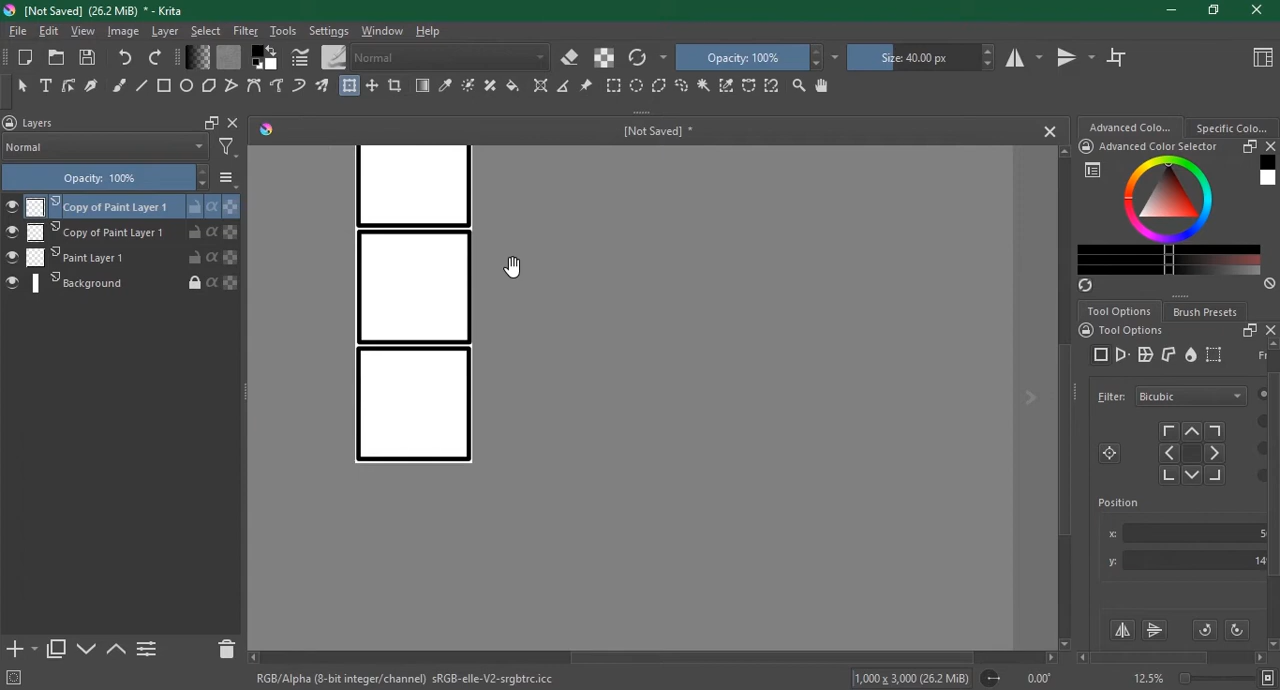 [Not Saved] (26.2 MiB) * - Krita
File Edit View Image Layer Select Filter Tools Settings Window Help
Normal
Opacity: 100%
Size: 40.00 px
Layers
[Not Saved] *
Advanced Colo...
Specific Colo...
Normal
Advanced Color Selector
Opacity: 100%
Copy of Paint Layer 1
Copy of Paint Layer 1
Paint Layer 1
Background
Tool Options
Brush Presets
Tool Options
Filter: Bicubic
Position
x:
y:
RGB/Alpha (8-bit integer/channel) sRGB-elle-V2-srgbtrc.icc
1,000 x 3,000 (26.2 MiB)
0.00°
12.5%